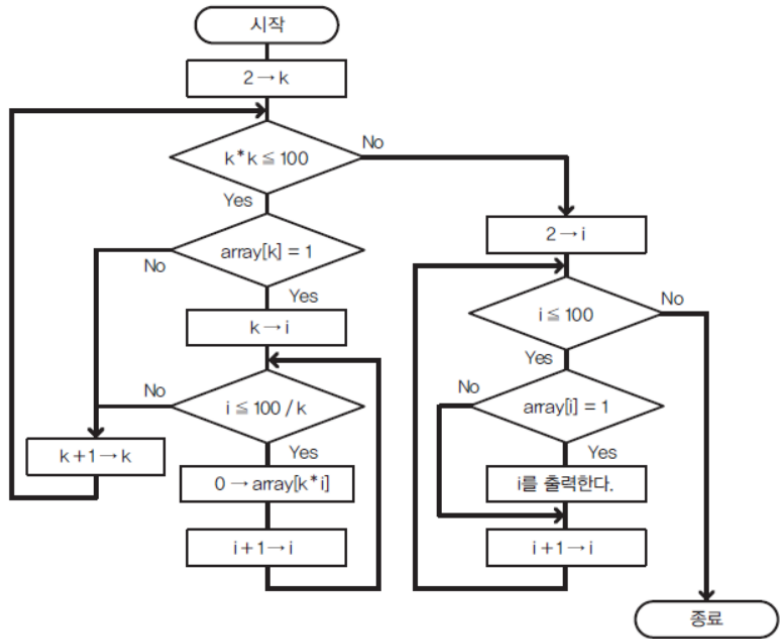 시작
2→k
k*k≦100
No
Yes
array[k]=1
No
Yes
k→i
i≦100/k
No
Yes
k+1→k
0→array[k*i]
i+1→i
2→i
i≦100
No
Yes
array[i]=1
No
Yes
i를 출력한다.
i+1→i
종료